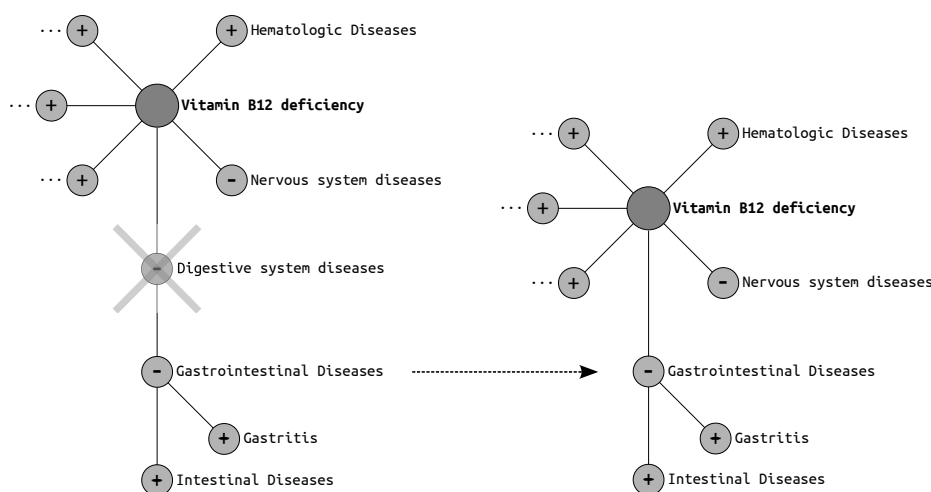 ... + + Hematologic Diseases
... + Vitamin B12 deficiency
... + - Nervous system diseases
- Digestive system diseases
- Gastrointestinal Diseases
+ Gastritis
+ Intestinal Diseases
... + + Hematologic Diseases
... + Vitamin B12 deficiency
... + - Nervous system diseases
- Gastrointestinal Diseases
+ Gastritis
+ Intestinal Diseases